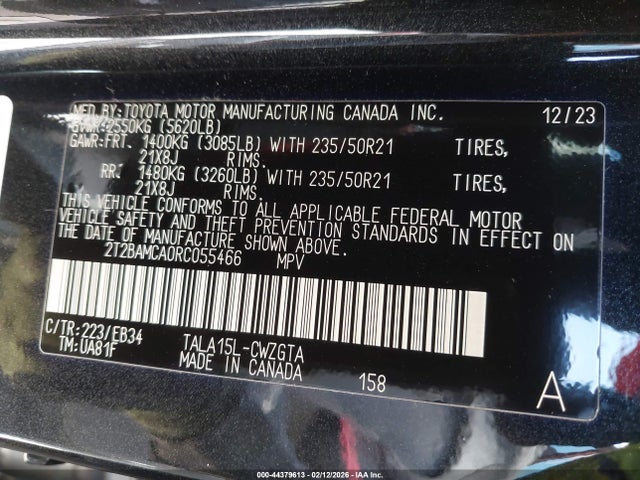 MFD.BY:TOYOTA MOTOR MANUFACTURING CANADA INC. 12/23
GVWR:2550KG (5620LB)
GAWR:FRT. 1400KG (3085LB) WITH 235/50R21 TIRES,
21X8J RIMS.
RR. 1480KG (3260LB) WITH 235/50R21 TIRES,
21X8J RIMS.
THIS VEHICLE CONFORMS TO ALL APPLICABLE FEDERAL MOTOR
VEHICLE SAFETY AND THEFT PREVENTION STANDARDS IN EFFECT ON
THE DATE OF MANUFACTURE SHOWN ABOVE.
2T2BAMCA0RC055466 MPV
C/TR:223/EB34 TALA15L-CWZGTA
TM:UA81F MADE IN CANADA 158 A
000-44379613 - 02/12/2026 - IAA Inc.